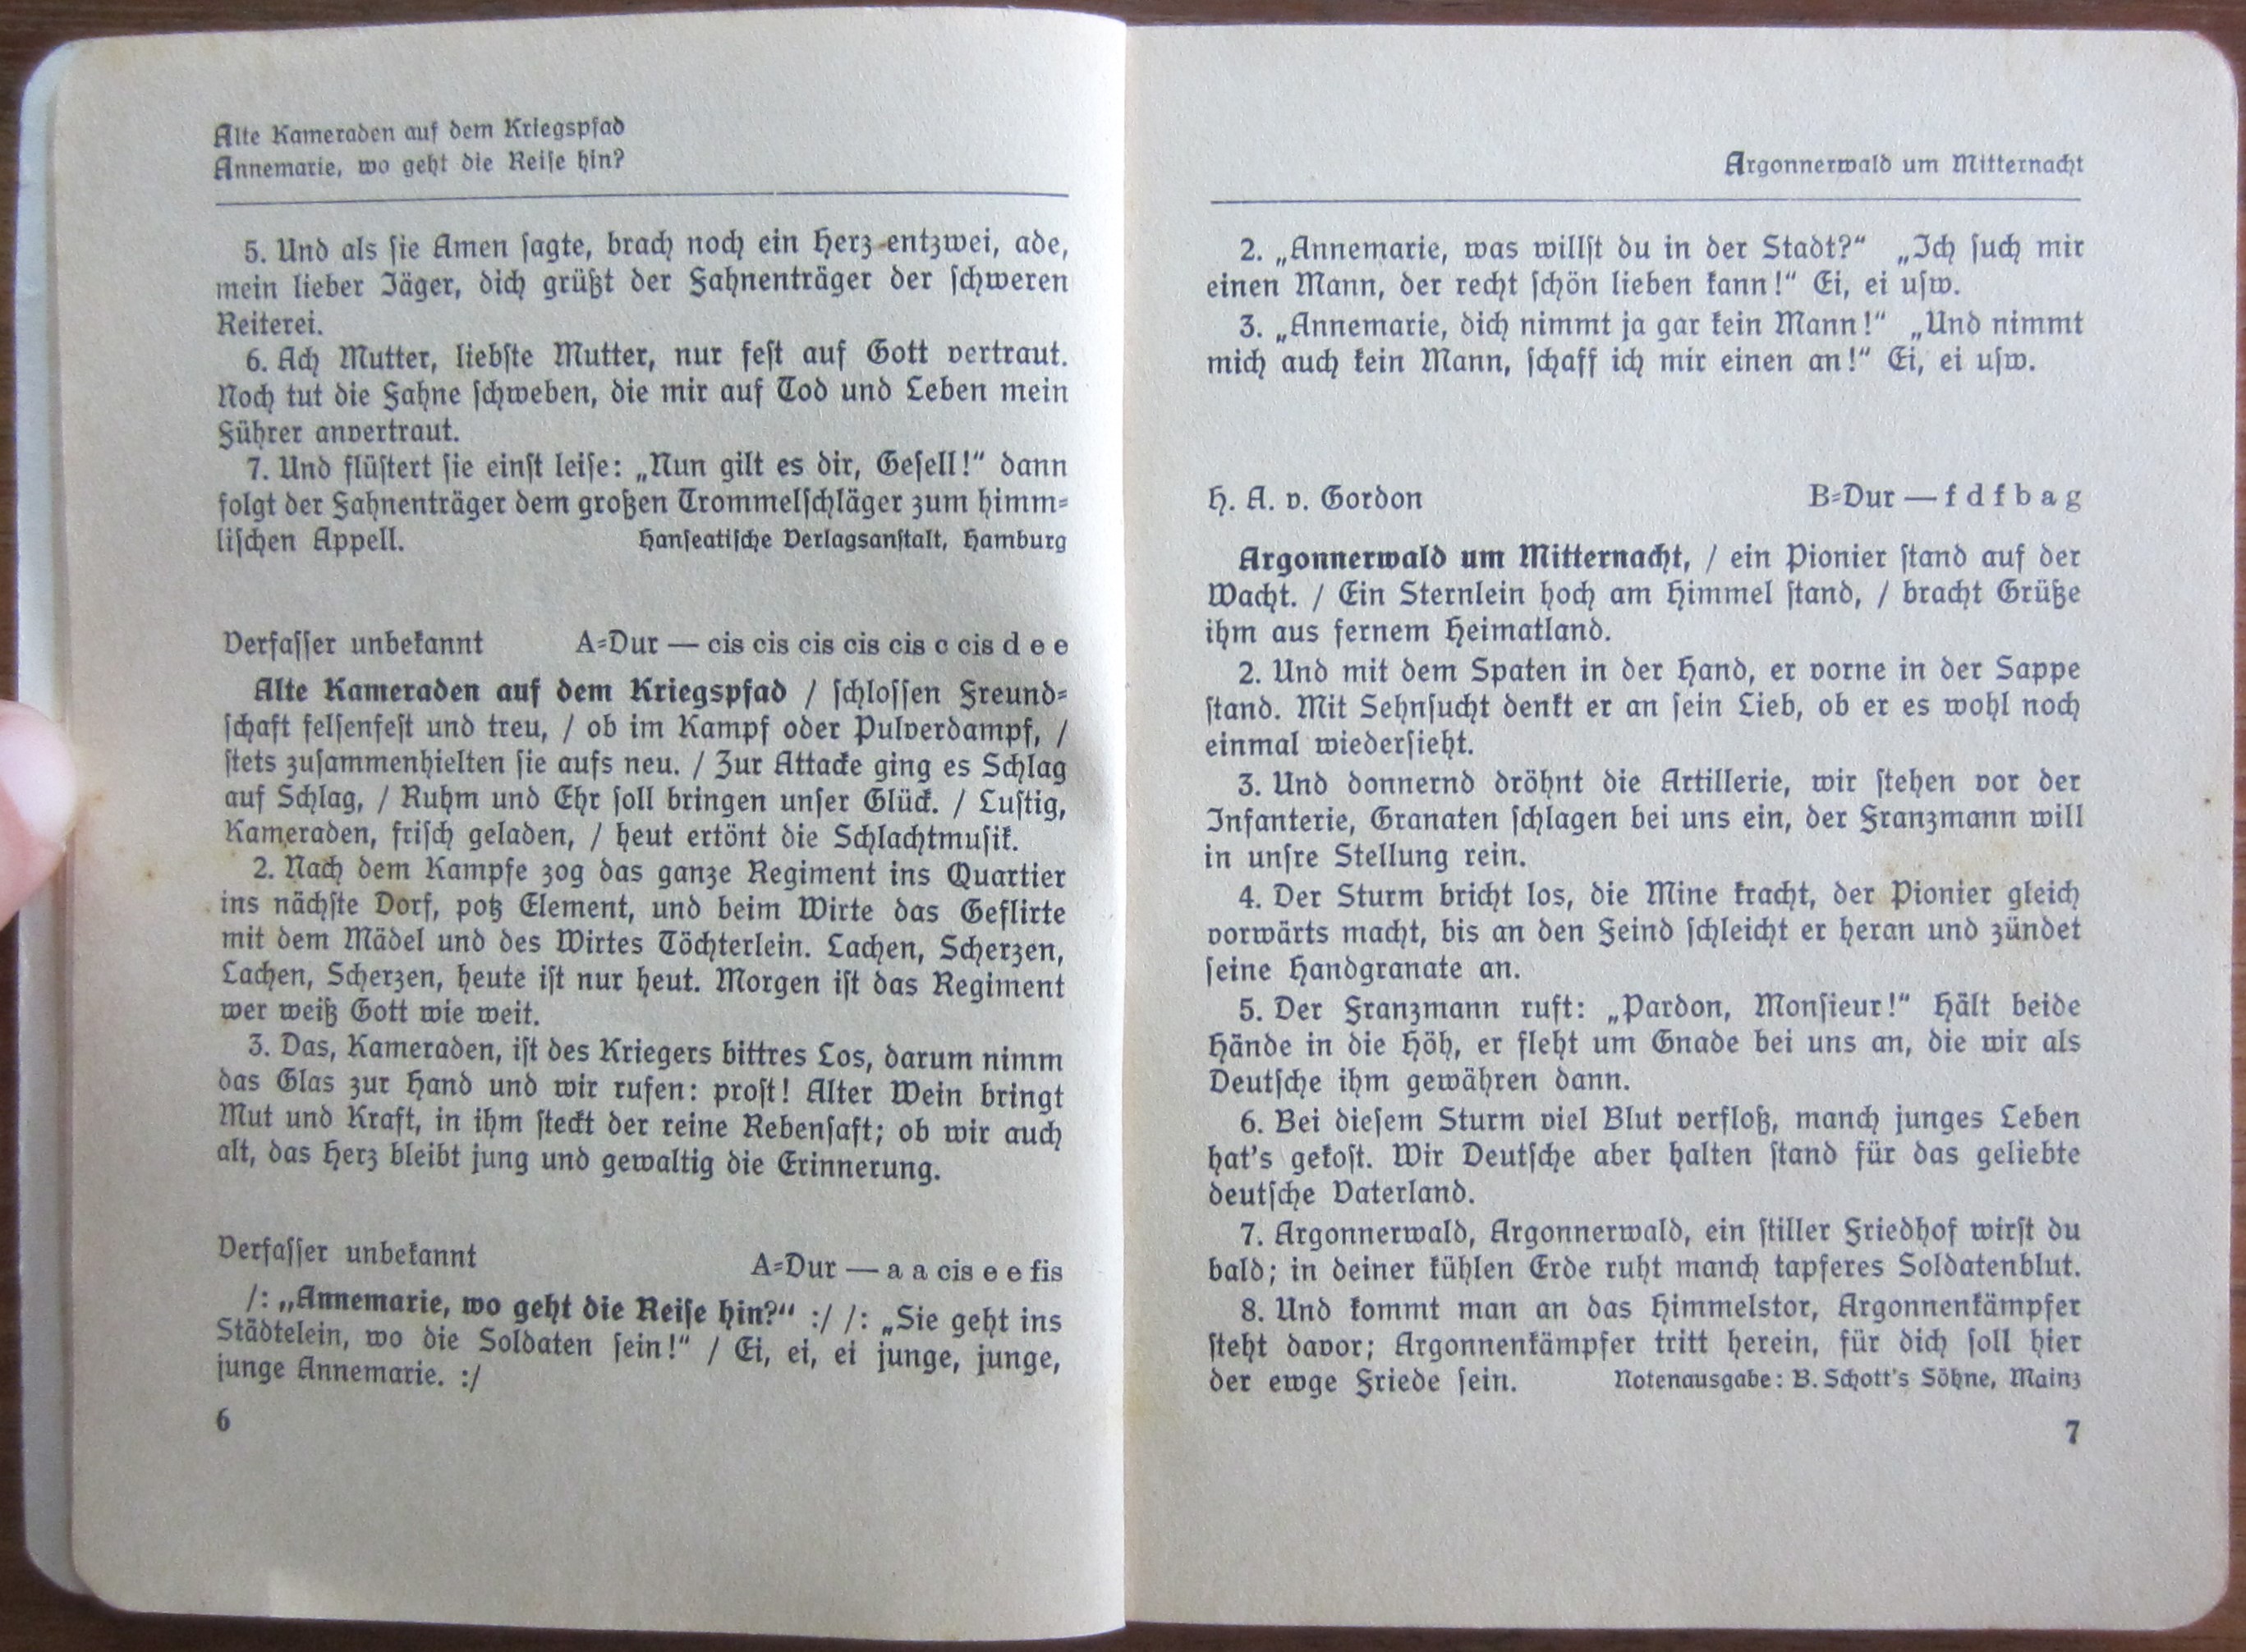 Alte Kameraden auf dem Kriegspfad
Annemarie, wo geht die Reiſe hin?
5. Und als ſie Amen ſagte, brach noch ein Herz entzwei, ade,
mein lieber Jäger, dich grüßt der Fahnenträger der ſchweren
Reiterei.
6. Ach Mutter, liebſte Mutter, nur feſt auf Gott vertraut.
Noch tut die Fahne ſchweben, die mir auf Tod und Leben mein
Führer anvertraut.
7. Und flüſtert ſie einſt leiſe: „Nun gilt es dir, Geſell!“ dann
folgt der Fahnenträger dem großen Trommelſchläger zum himm-
liſchen Appell. Hanſeatiſche Verlagsanſtalt, Hamburg
Verfaſſer unbekannt A-Dur — cis cis cis cis cis c cis d e e
Alte Kameraden auf dem Kriegspfad / ſchloſſen Freund-
ſchaft felſenfeſt und treu, / ob im Kampf oder Pulverdampf, /
ſtets zuſammenhielten ſie aufs neu. / Zur Attacke ging es Schlag
auf Schlag, / Ruhm und Ehr ſoll bringen unſer Glück. / Luſtig,
Kameraden, friſch geladen, / heut ertönt die Schlachtmuſik.
2. Nach dem Kampfe zog das ganze Regiment ins Quartier
ins nächſte Dorf, potz Element, und beim Wirte das Geflirte
mit dem Mädel und des Wirtes Töchterlein. Lachen, Scherzen,
Lachen, Scherzen, heute iſt nur heut. Morgen iſt das Regiment
wer weiß Gott wie weit.
3. Das, Kameraden, iſt des Kriegers bittres Los, darum nimm
das Glas zur Hand und wir rufen: proſt! Alter Wein bringt
Mut und Kraft, in ihm ſteckt der reine Rebenſaft; ob wir auch
alt, das Herz bleibt jung und gewaltig die Erinnerung.
Verfaſſer unbekannt A-Dur — a a cis e e fis
/: „Annemarie, wo geht die Reiſe hin?“ :/ /: „Sie geht ins
Städtelein, wo die Soldaten ſein!“ / Ei, ei, ei junge, junge,
junge Annemarie. :/
6
Argonnerwald um Mitternacht
2. „Annemarie, was willſt du in der Stadt?“ „Ich ſuch mir
einen Mann, der recht ſchön lieben kann!“ Ei, ei uſw.
3. „Annemarie, dich nimmt ja gar kein Mann!“ „Und nimmt
mich auch kein Mann, ſchaff ich mir einen an!“ Ei, ei uſw.
H. A. v. Gordon B-Dur — f d f b a g
Argonnerwald um Mitternacht, / ein Pionier ſtand auf der
Wacht. / Ein Sternlein hoch am Himmel ſtand, / bracht Grüße
ihm aus fernem Heimatland.
2. Und mit dem Spaten in der Hand, er vorne in der Sappe
ſtand. Mit Sehnſucht denkt er an ſein Lieb, ob er es wohl noch
einmal wiederſieht.
3. Und donnernd dröhnt die Artillerie, wir ſtehen vor der
Infanterie, Granaten ſchlagen bei uns ein, der Franzmann will
in unſre Stellung rein.
4. Der Sturm bricht los, die Mine kracht, der Pionier gleich
vorwärts macht, bis an den Feind ſchleicht er heran und zündet
ſeine Handgranate an.
5. Der Franzmann ruft: „Pardon, Monſieur!“ Hält beide
Hände in die Höh, er fleht um Gnade bei uns an, die wir als
Deutſche ihm gewähren dann.
6. Bei dieſem Sturm viel Blut verfloß, manch junges Leben
hat's gekoſt. Wir Deutſche aber halten ſtand für das geliebte
deutſche Vaterland.
7. Argonnerwald, Argonnerwald, ein ſtiller Friedhof wirſt du
bald; in deiner kühlen Erde ruht manch tapferes Soldatenblut.
8. Und kommt man an das Himmelstor, Argonnenkämpfer
ſteht davor; Argonnenkämpfer tritt herein, für dich ſoll hier
der ewge Friede ſein. Notenausgabe: B. Schott's Söhne, Mainz
7